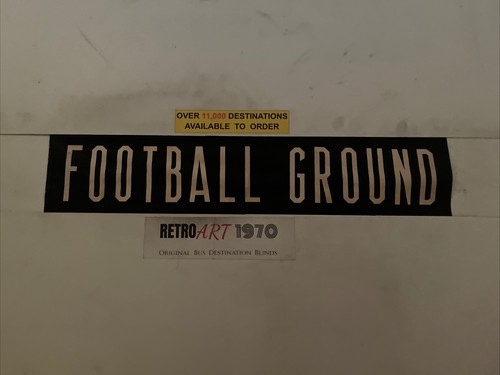 OVER 11,000 DESTINATIONS
AVAILABLE TO ORDER
FOOTBALL GROUND
RETROART 1970
ORIGINAL BUS DESTINATION BLINDS